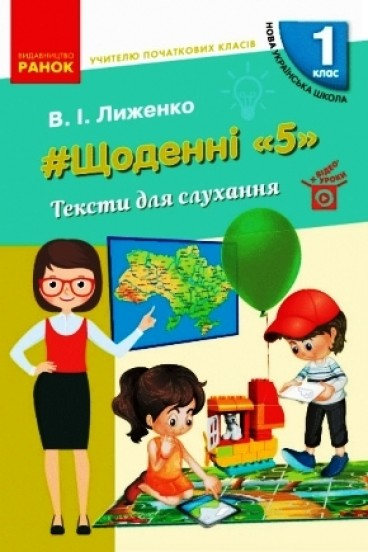 ВИДАВНИЦТВО
РАНОК
УЧИТЕЛЮ ПОЧАТКОВИХ КЛАСІВ
1
клас
НОВА УКРАЇНСЬКА ШКОЛА
В. І. Лиженко
#Щоденні «5»
Тексти для слухання
+ ВІДЕО-
УРОКИ